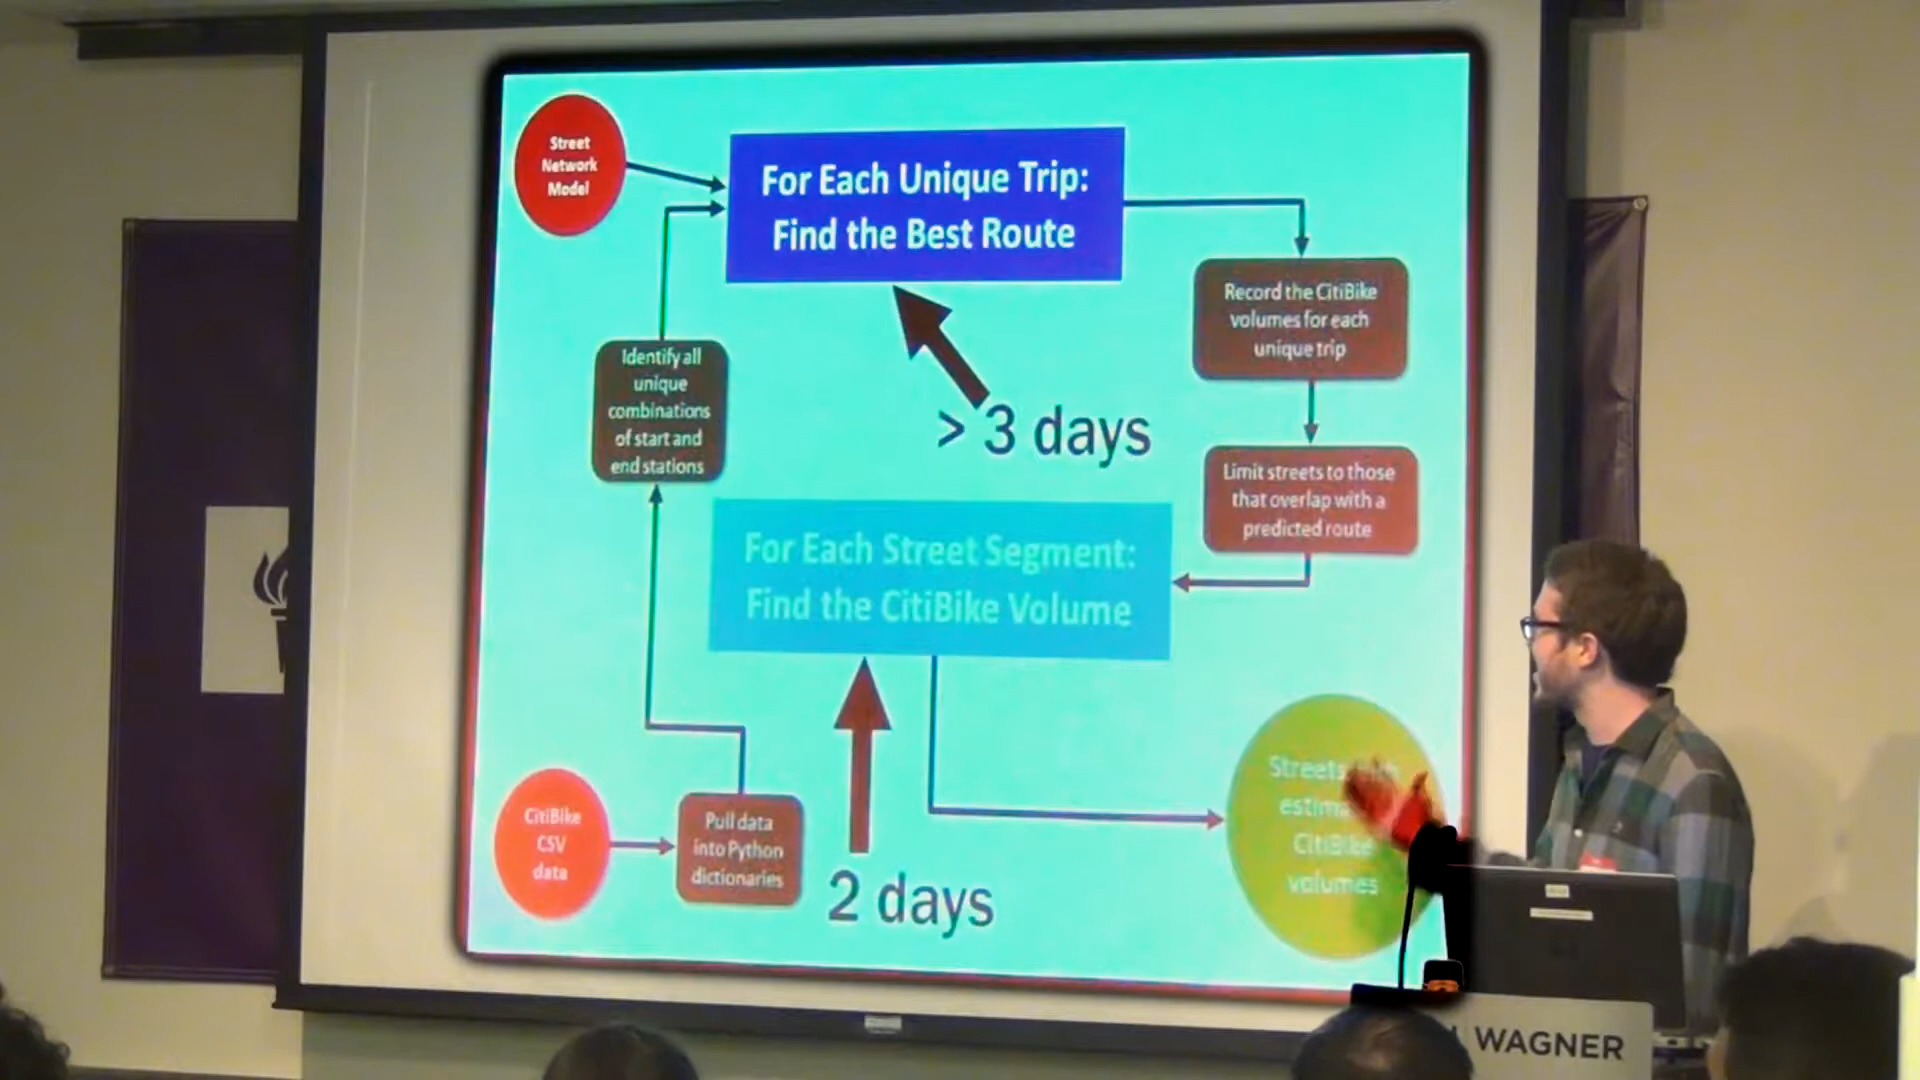 Street
Network
Model
For Each Unique Trip:
Find the Best Route
Record the CitiBike
volumes for each
unique trip
Identify all
unique
combinations
of start and
end stations
> 3 days
Limit streets to those
that overlap with a
predicted route
For Each Street Segment:
Find the CitiBike Volume
CitiBike
CSV
data
Pull data
into Python
dictionaries
2 days
Streets
CitiBike
volumes
WAGNER